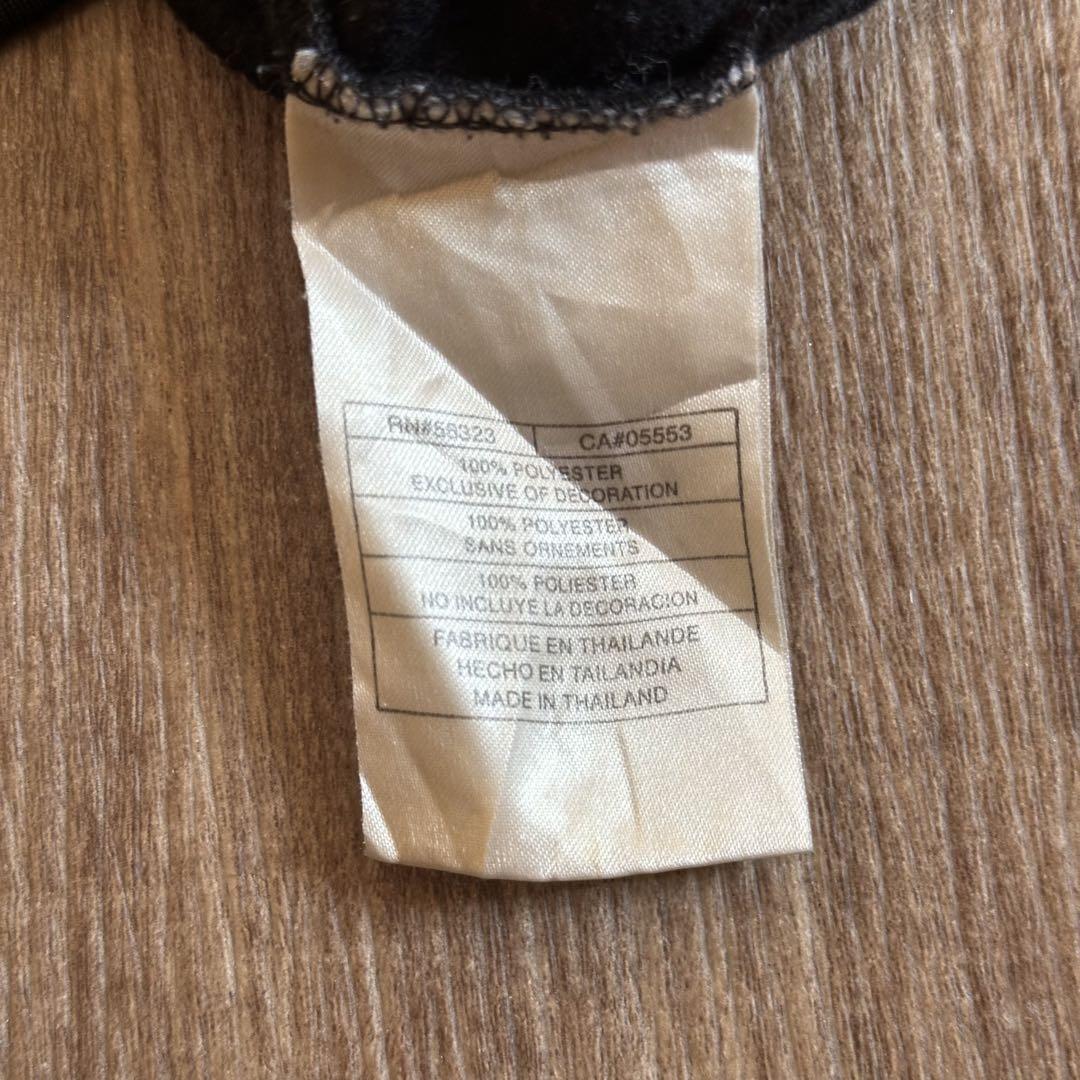 RN#56323 CA#05553
100% POLYESTER
EXCLUSIVE OF DECORATION
100% POLYESTER
SANS ORNEMENTS
100% POLIESTER
NO INCLUYE LA DECORACION
FABRIQUE EN THAILANDE
HECHO EN TAILANDIA
MADE IN THAILAND